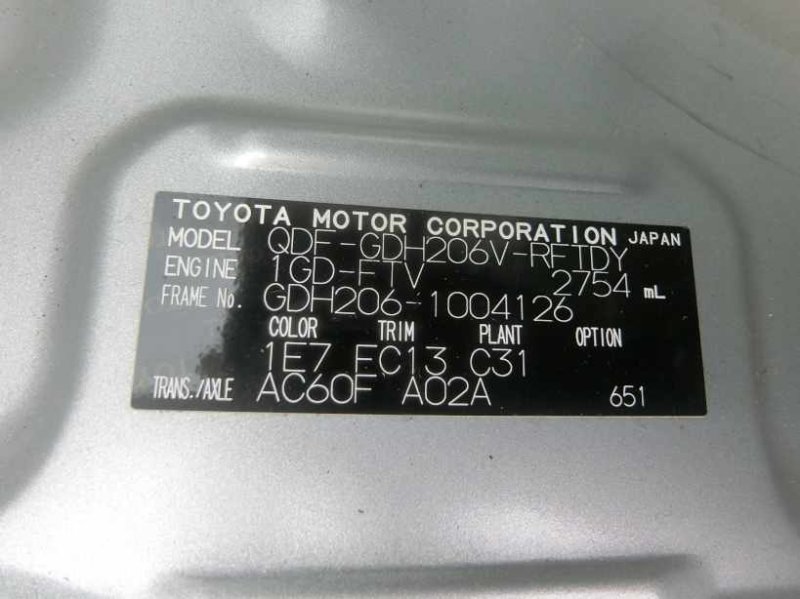 TOYOTA MOTOR CORPORATION JAPAN
MODEL QDF-GDH206V-RFTDY
ENGINE 1GD-FTV 2754 mL
FRAME No. GDH206-1004126
COLOR TRIM PLANT OPTION
1E7 FC13 C31
TRANS./AXLE AC60F A02A 651